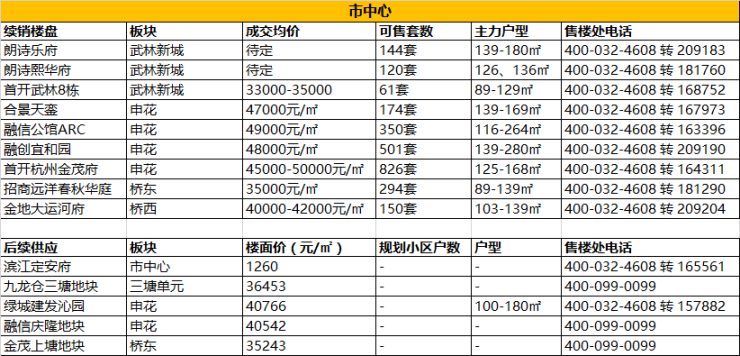 市中心
续销楼盘 板块 成交均价 可售套数 主力户型 售楼处电话
朗诗乐府 武林新城 待定 144套 139-180㎡ 400-032-4608 转 209183
朗诗熙华府 武林新城 待定 120套 126、136㎡ 400-032-4608 转 181760
首开武林8栋 武林新城 33000-35000 61套 89-129㎡ 400-032-4608 转 168752
合景天銮 申花 47000元/㎡ 174套 139-169㎡ 400-032-4608 转 167973
融信公馆ARC 申花 49000元/㎡ 350套 116-264㎡ 400-032-4608 转 163396
融创宜和园 申花 48000元/㎡ 501套 139-280㎡ 400-032-4608 转 209190
首开杭州金茂府 申花 45000-50000元/㎡ 826套 125-168㎡ 400-032-4608 转 164311
招商远洋春秋华庭 桥东 35000元/㎡ 294套 89-139㎡ 400-032-4608 转 181290
金地大运河府 桥西 40000-42000元/㎡ 150套 103-139㎡ 400-032-4608 转 209204
后续供应 板块 楼面价（元/㎡） 规划小区户数 户型 售楼处电话
滨江定安府 市中心 1260 - - 400-032-4608 转 165561
九龙仓三塘地块 三塘单元 36453 - - 400-099-0099
绿城建发沁园 申花 40766 - 100-180㎡ 400-032-4608 转 157882
融信庆隆地块 申花 40542 - - 400-099-0099
金茂上塘地块 桥东 35243 - - 400-099-0099